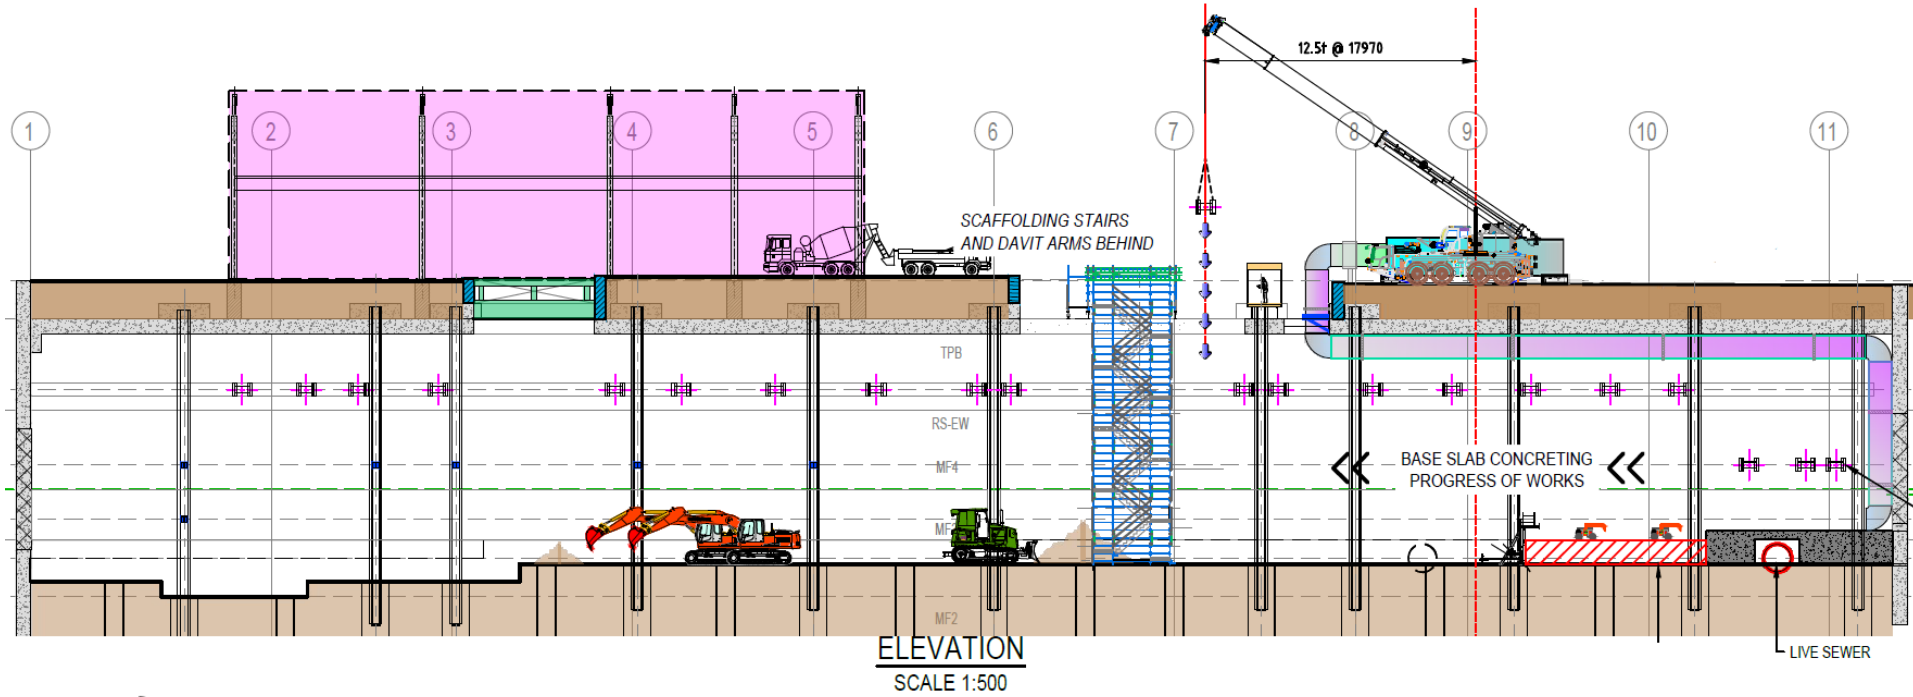 12.5t @ 17970
1 2 3 4 5 6 7 8 9 10 11
SCAFFOLDING STAIRS
AND DAVIT ARMS BEHIND
TPB
RS-EW
MF4
BASE SLAB CONCRETING
PROGRESS OF WORKS
MF2
ELEVATION
SCALE 1:500
LIVE SEWER